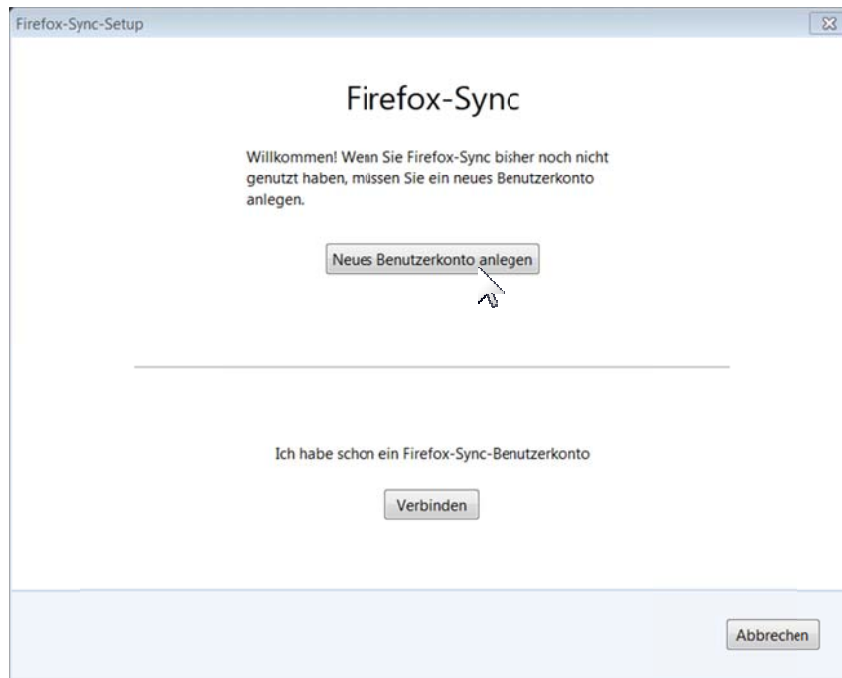 Firefox-Sync-Setup
Firefox-Sync
Willkommen! Wenn Sie Firefox-Sync bisher noch nicht
genutzt haben, müssen Sie ein neues Benutzerkonto
anlegen.
Neues Benutzerkonto anlegen
Ich habe schon ein Firefox-Sync-Benutzerkonto
Verbinden
Abbrechen